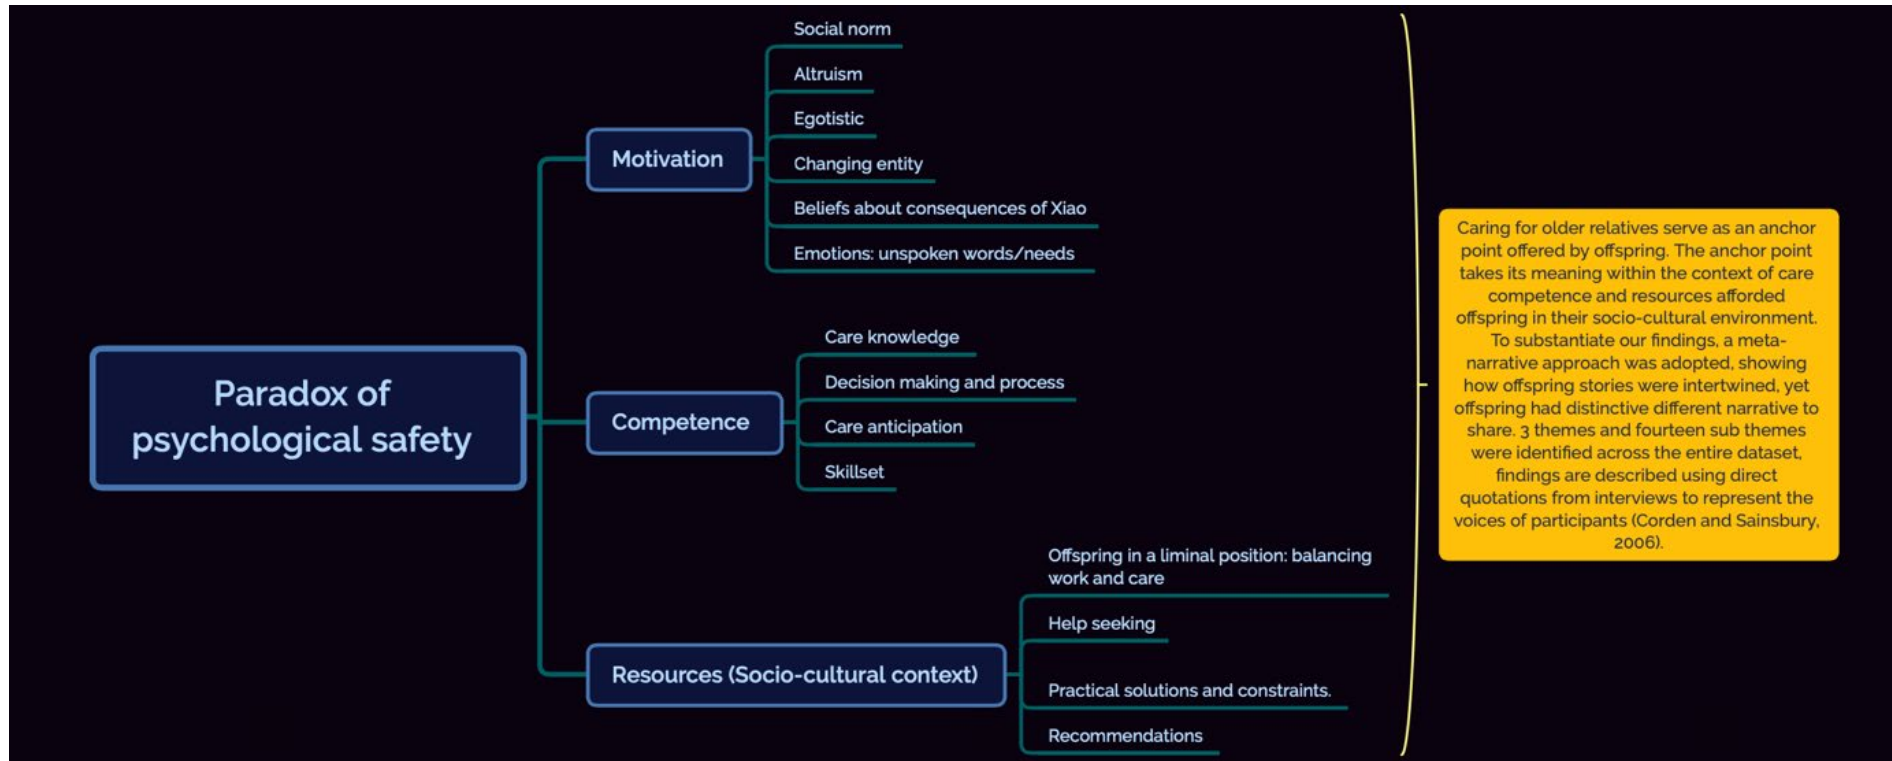 Paradox of
psychological safety
Motivation
Social norm
Altruism
Egotistic
Changing entity
Beliefs about consequences of Xiao
Emotions: unspoken words/needs
Competence
Care knowledge
Decision making and process
Care anticipation
Skillset
Resources (Socio-cultural context)
Offspring in a liminal position: balancing
work and care
Help seeking
Practical solutions and constraints.
Recommendations
Caring for older relatives serve as an anchor
point offered by offspring. The anchor point
takes its meaning within the context of care
competence and resources afforded
offspring in their socio-cultural environment.
To substantiate our findings, a meta-
narrative approach was adopted, showing
how offspring stories were intertwined, yet
offspring had distinctive different narrative to
share. 3 themes and fourteen sub themes
were identified across the entire dataset,
findings are described using direct
quotations from interviews to represent the
voices of participants (Corden and Sainsbury,
2006).